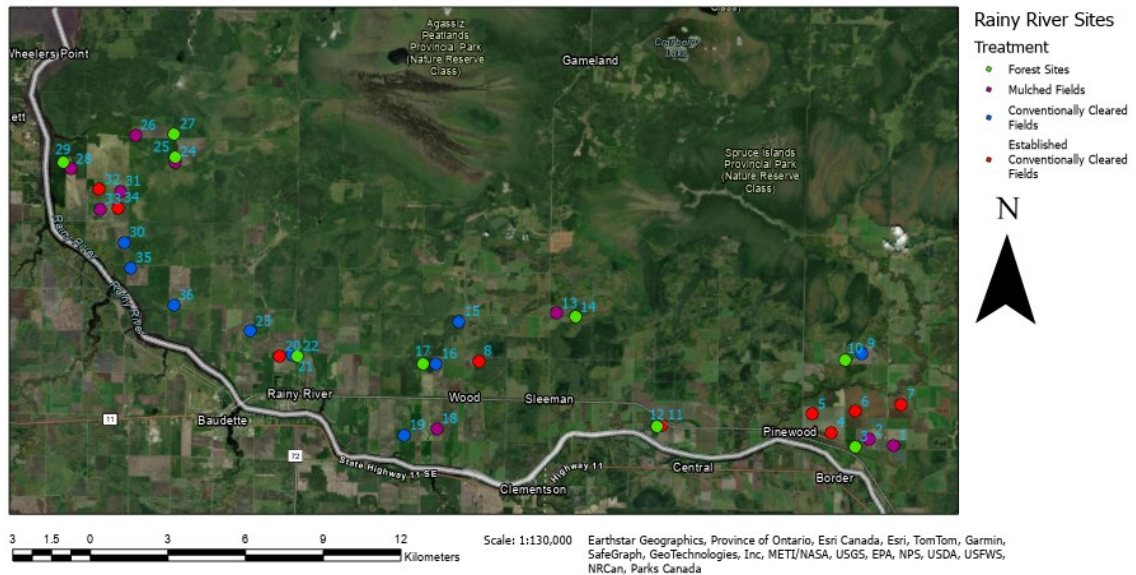 Agassiz
Peatlands
Provincial Park
(Nature Reserve
Class)
Wheelers Point
Gameland
Spruce Islands
Provincial Park
(Nature Reserve
Class)
26
27
25
24
29
28
32
31
33
34
30
35
36
23
20
22
21
15
13
14
17
16
8
10
9
7
6
5
4
2
3
12
11
19
18
Rainy River
Rainy River
Rainy River
Wood
Sleeman
Baudette
11
72
State Highway 11 SE
Clementson
Highway 11
Central
Pinewood
Border
Rainy River Sites
Treatment
Forest Sites
Mulched Fields
Conventionally Cleared
Fields
Established
Conventionally Cleared
Fields
N
3 1.5 0 3 6 9 12
Kilometers
Scale: 1:130,000
Earthstar Geographics, Province of Ontario, Esri Canada, Esri, TomTom, Garmin,
SafeGraph, GeoTechnologies, Inc, METI/NASA, USGS, EPA, NPS, USDA, USFWS,
NRCan, Parks Canada